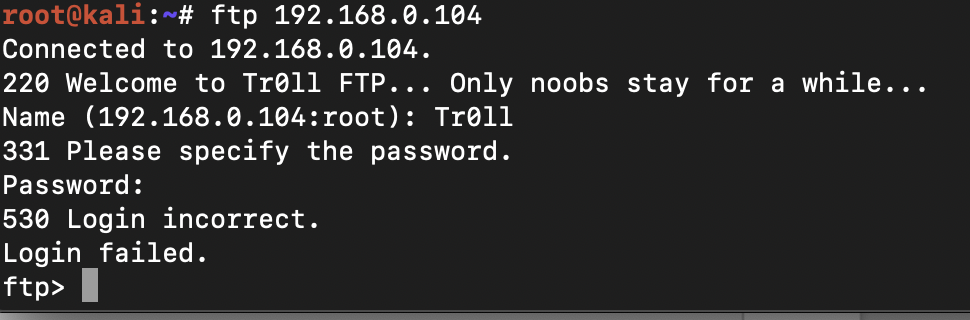 root@kali:~# ftp 192.168.0.104
Connected to 192.168.0.104.
220 Welcome to Tr0ll FTP... Only noobs stay for a while...
Name (192.168.0.104:root): Tr0ll
331 Please specify the password.
Password:
530 Login incorrect.
Login failed.
ftp>